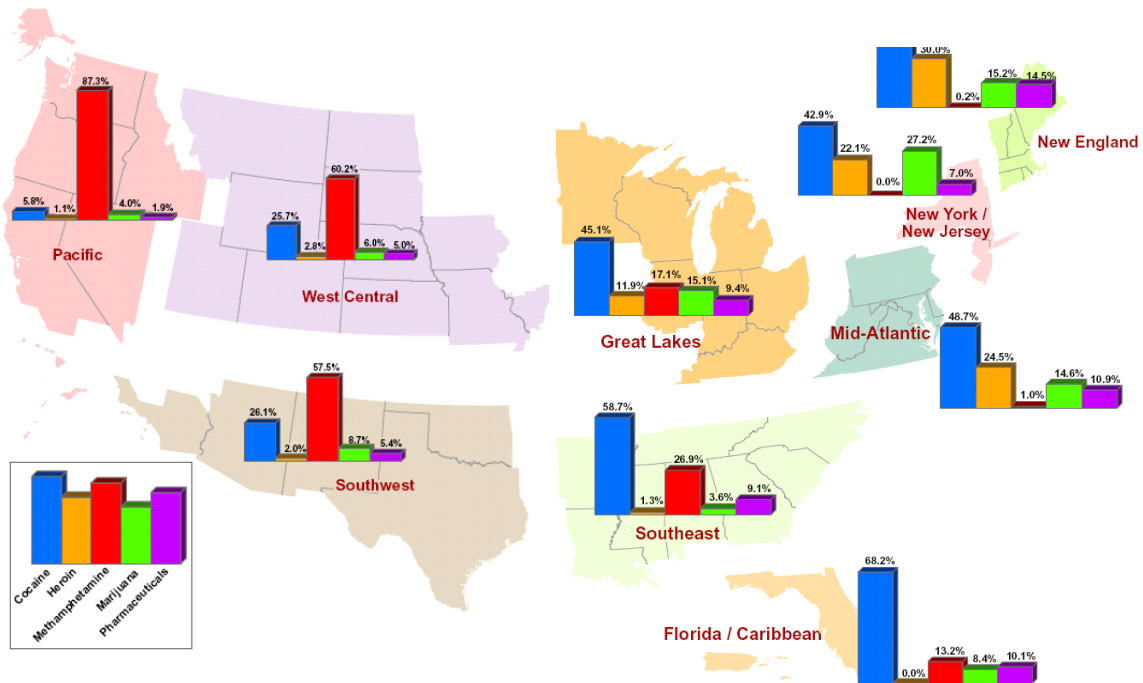 87.3%
5.8%
1.1%
4.0%
1.9%
Pacific
60.2%
25.7%
2.8%
6.0%
5.0%
West Central
57.5%
26.1%
2.0%
8.7%
5.4%
Southwest
Cocaine
Heroin
Methamphetamine
Marijuana
Pharmaceuticals
45.1%
11.9%
17.1%
15.1%
9.4%
Great Lakes
30.0%
0.2%
15.2%
14.5%
New England
42.9%
22.1%
0.0%
27.2%
7.0%
New York /
New Jersey
Mid-Atlantic
48.7%
24.5%
1.0%
14.6%
10.9%
58.7%
1.3%
26.9%
3.6%
9.1%
Southeast
68.2%
0.0%
13.2%
8.4%
10.1%
Florida / Caribbean